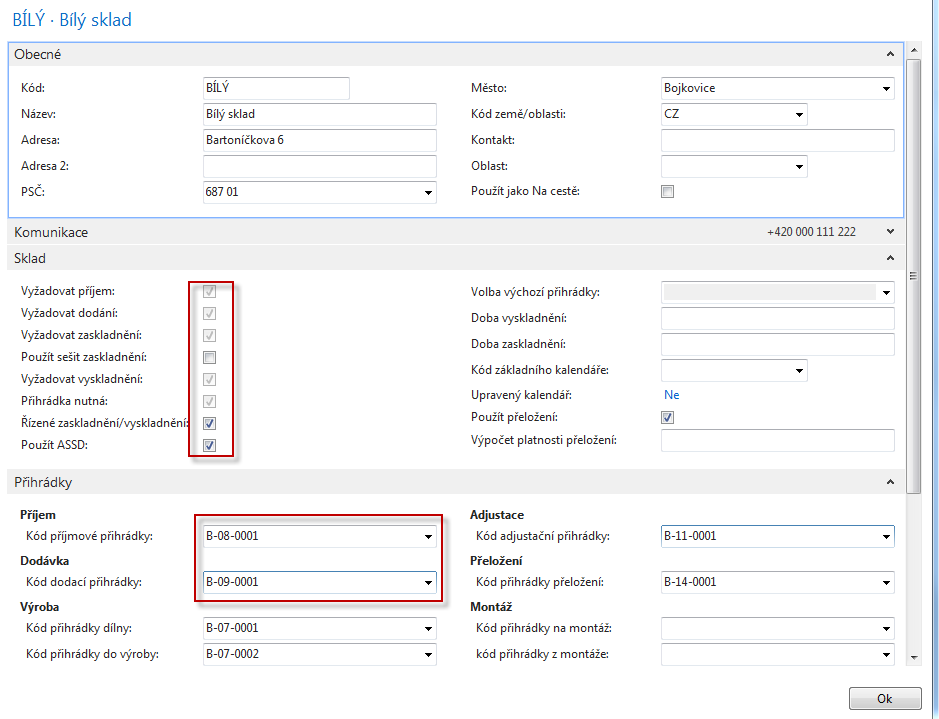 BÍLÝ · Bílý sklad
Obecné
Kód: BÍLÝ
Název: Bílý sklad
Adresa: Bartoníčkova 6
Adresa 2:
PSČ: 687 01
Město: Bojkovice
Kód země/oblasti: CZ
Kontakt:
Oblast:
Použít jako Na cestě:
Komunikace +420 000 111 222
Sklad
Vyžadovat příjem:
Vyžadovat dodání:
Vyžadovat zaskladnění:
Použít sešit zaskladnění:
Vyžadovat vyskladnění:
Přihrádka nutná:
Řízené zaskladnění/vyskladnění:
Použít ASSD:
Volba výchozí přihrádky:
Doba vyskladnění:
Doba zaskladnění:
Kód základního kalendáře:
Upravený kalendář: Ne
Použít přeložení:
Výpočet platnosti přeložení:
Přihrádky
Příjem
Kód příjmové přihrádky: B-08-0001
Dodávka
Kód dodací přihrádky: B-09-0001
Výroba
Kód přihrádky dílny: B-07-0001
Kód přihrádky do výroby: B-07-0002
Adjustace
Kód adjustační přihrádky: B-11-0001
Přeložení
Kód přihrádky přeložení: B-14-0001
Montáž
Kód přihrádky na montáž:
kód přihrádky z montáže:
Ok